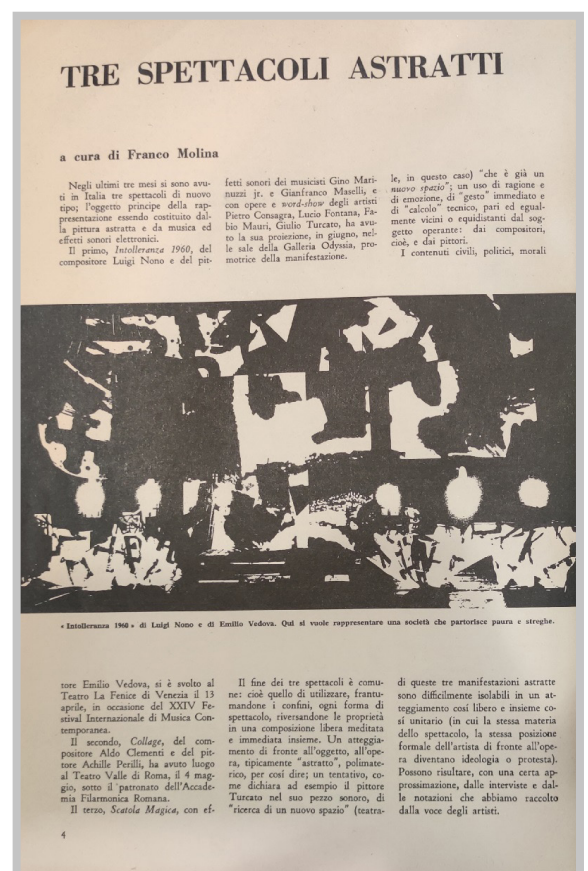 TRE SPETTACOLI ASTRATTI
a cura di Franco Molina
Negli ultimi tre mesi si sono avu-
ti in Italia tre spettacoli di nuovo
tipo; l'oggetto principe della rap-
presentazione essendo costituito dal-
la pittura astratta e da musica ed
effetti sonori elettronici.
Il primo, Intolleranza 1960, del
compositore Luigi Nono e del pit-
tore Emilio Vedova, si è svolto al
Teatro La Fenice di Venezia il 13
aprile, in occasione del XXIV Fe-
stival Internazionale di Musica Con-
temporanea.
Il secondo, Collage, del com-
positore Aldo Clementi e del pit-
tore Achille Perilli, ha avuto luogo
al Teatro Valle di Roma, il 4 mag-
gio, sotto il patronato dell'Accade-
mia Filarmonica Romana.
Il terzo, Scatola Magica, con ef-
fetti sonori dei musicisti Gino Mari-
nuzzi jr. e Gianfranco Maselli, e
con opere e word-show degli artisti
Pietro Consagra, Lucio Fontana, Fa-
bio Mauri, Giulio Turcato, ha avu-
to la sua proiezione, in giugno, nel-
le sale della Galleria Odyssia, pro-
motrice della manifestazione.
Il fine dei tre spettacoli è comu-
ne: cioè quello di utilizzare, frantu-
mandone i confini, ogni forma di
spettacolo, riversandone le proprietà
in una composizione libera meditata
e immediata insieme. Un atteggia-
mento di fronte all'oggetto, all'ope-
ra, tipicamente "astratto", polimate-
rico, per così dire; un tentativo, co-
me dichiara ad esempio il pittore
Turcato nel suo pezzo sonoro, di
"ricerca di un nuovo spazio" (teatra-
le, in questo caso) "che è già un
nuovo spazio"; un uso di ragione e
di emozione, di "gesto" immediato e
di "calcolo" tecnico, pari ed egual-
mente vicini o equidistanti dal sog-
getto operante: dai compositori,
cioè, e dai pittori.
I contenuti civili, politici, morali
di queste tre manifestazioni astratte
sono difficilmente isolabili in un at-
teggiamento così libero e insieme co-
sì unitario (in cui la stessa materia
dello spettacolo, la stessa posizione
formale dell'artista di fronte all'ope-
ra diventano ideologia o protesta).
Possono risultare, con una certa ap-
prossimazione, dalle interviste e dal-
le notazioni che abbiamo raccolto
dalla voce degli artisti.
« Intolleranza 1960 » di Luigi Nono e di Emilio Vedova. Qui si vuole rappresentare una società che partorisce paura e streghe.
4